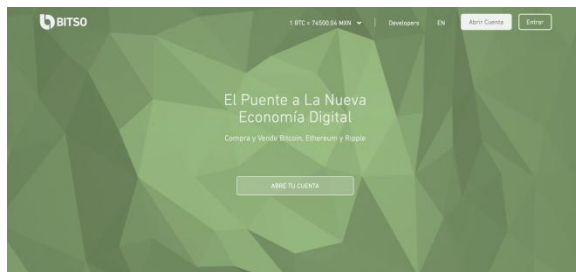 BITSO
1 BTC = 74500.04 MXN
Developers
EN
Abrir Cuenta
Entrar
El Puente a La Nueva
Economía Digital
Compra y Vende Bitcoin, Ethereum y Ripple
ABRE TU CUENTA